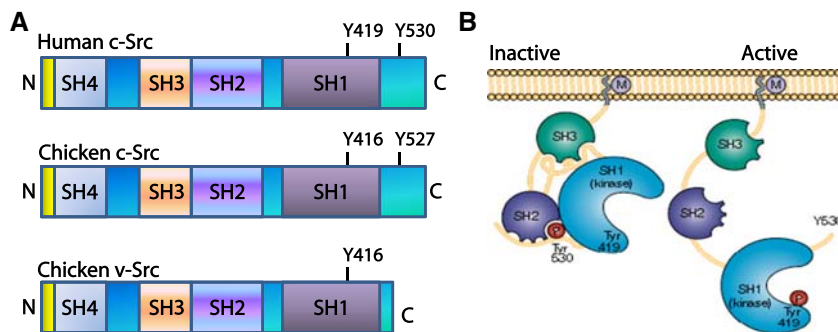 A
Human c-Src
Y419 Y530
N SH4 SH3 SH2 SH1 C
Chicken c-Src
Y416 Y527
N SH4 SH3 SH2 SH1 C
Chicken v-Src
Y416
N SH4 SH3 SH2 SH1 C
B
Inactive Active
M M
SH3 SH3
SH1
(kinase)
SH2 SH2
P
Tyr
419
Tyr
530
Y530
SH1
(kinase)
P
Tyr
419